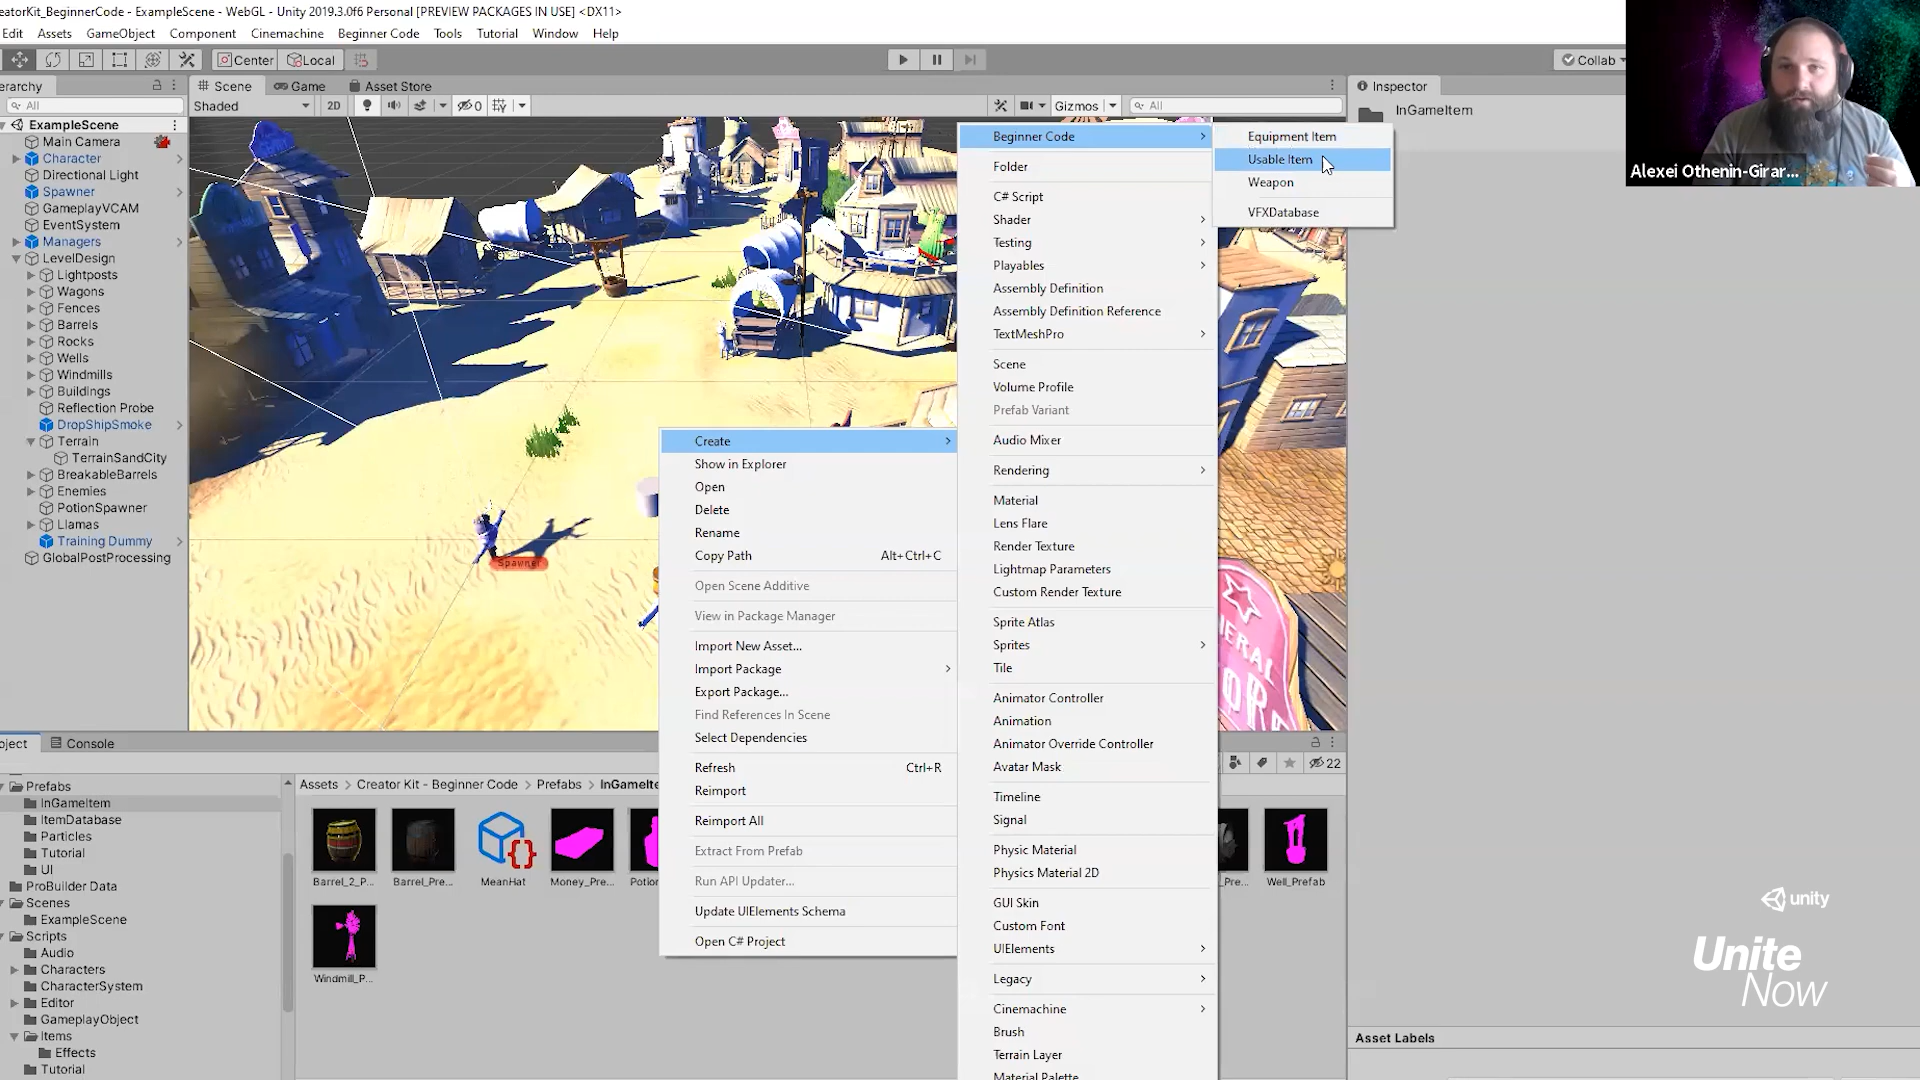 eatorKit_BeginnerCode - ExampleScene - WebGL - Unity 2019.3.0f6 Personal [PREVIEW PACKAGES IN USE] <DX11>
Edit Assets GameObject Component Cinemachine Beginner Code Tools Tutorial Window Help
Center Local Collab
erarchy Scene Game Asset Store Inspector
All Shaded 2D 0 Gizmos All InGameItem
ExampleScene
Main Camera
Character
Directional Light
Spawner
GameplayVCAM
EventSystem
Managers
LevelDesign
Lightposts
Wagons
Fences
Barrels
Rocks
Wells
Windmills
Buildings
Reflection Probe
DropShipSmoke
Terrain
TerrainSandCity
BreakableBarrels
Enemies
PotionSpawner
Llamas
Training Dummy
GlobalPostProcessing
Spawner
Create
Show in Explorer
Open
Delete
Rename
Copy Path Alt+Ctrl+C
Open Scene Additive
View in Package Manager
Import New Asset...
Import Package
Export Package...
Find References In Scene
Select Dependencies
Refresh Ctrl+R
Reimport
Reimport All
Extract From Prefab
Run API Updater...
Update UIElements Schema
Open C# Project
Beginner Code
Folder
C# Script
Shader
Testing
Playables
Assembly Definition
Assembly Definition Reference
TextMeshPro
Scene
Volume Profile
Prefab Variant
Audio Mixer
Rendering
Material
Lens Flare
Render Texture
Lightmap Parameters
Custom Render Texture
Sprite Atlas
Sprites
Tile
Animator Controller
Animation
Animator Override Controller
Avatar Mask
Timeline
Signal
Physic Material
Physics Material 2D
GUI Skin
Custom Font
UIElements
Legacy
Cinemachine
Brush
Terrain Layer
Material Palette
Equipment Item
Usable Item
Weapon
VFXDatabase
Alexei Othenin-Girar...
oject Console
22
Prefabs
InGameItem
ItemDatabase
Particles
Tutorial
UI
ProBuilder Data
Scenes
ExampleScene
Scripts
Audio
Characters
CharacterSystem
Editor
GameplayObject
Items
Effects
Tutorial
Assets > Creator Kit - Beginner Code > Prefabs > InGameIte
Barrel_2_P... Barrel_Pre... MeanHat Money_Pre... Potion _Pre... Well_Prefab
Windmill_P...
unity
Unite
Now
Asset Labels